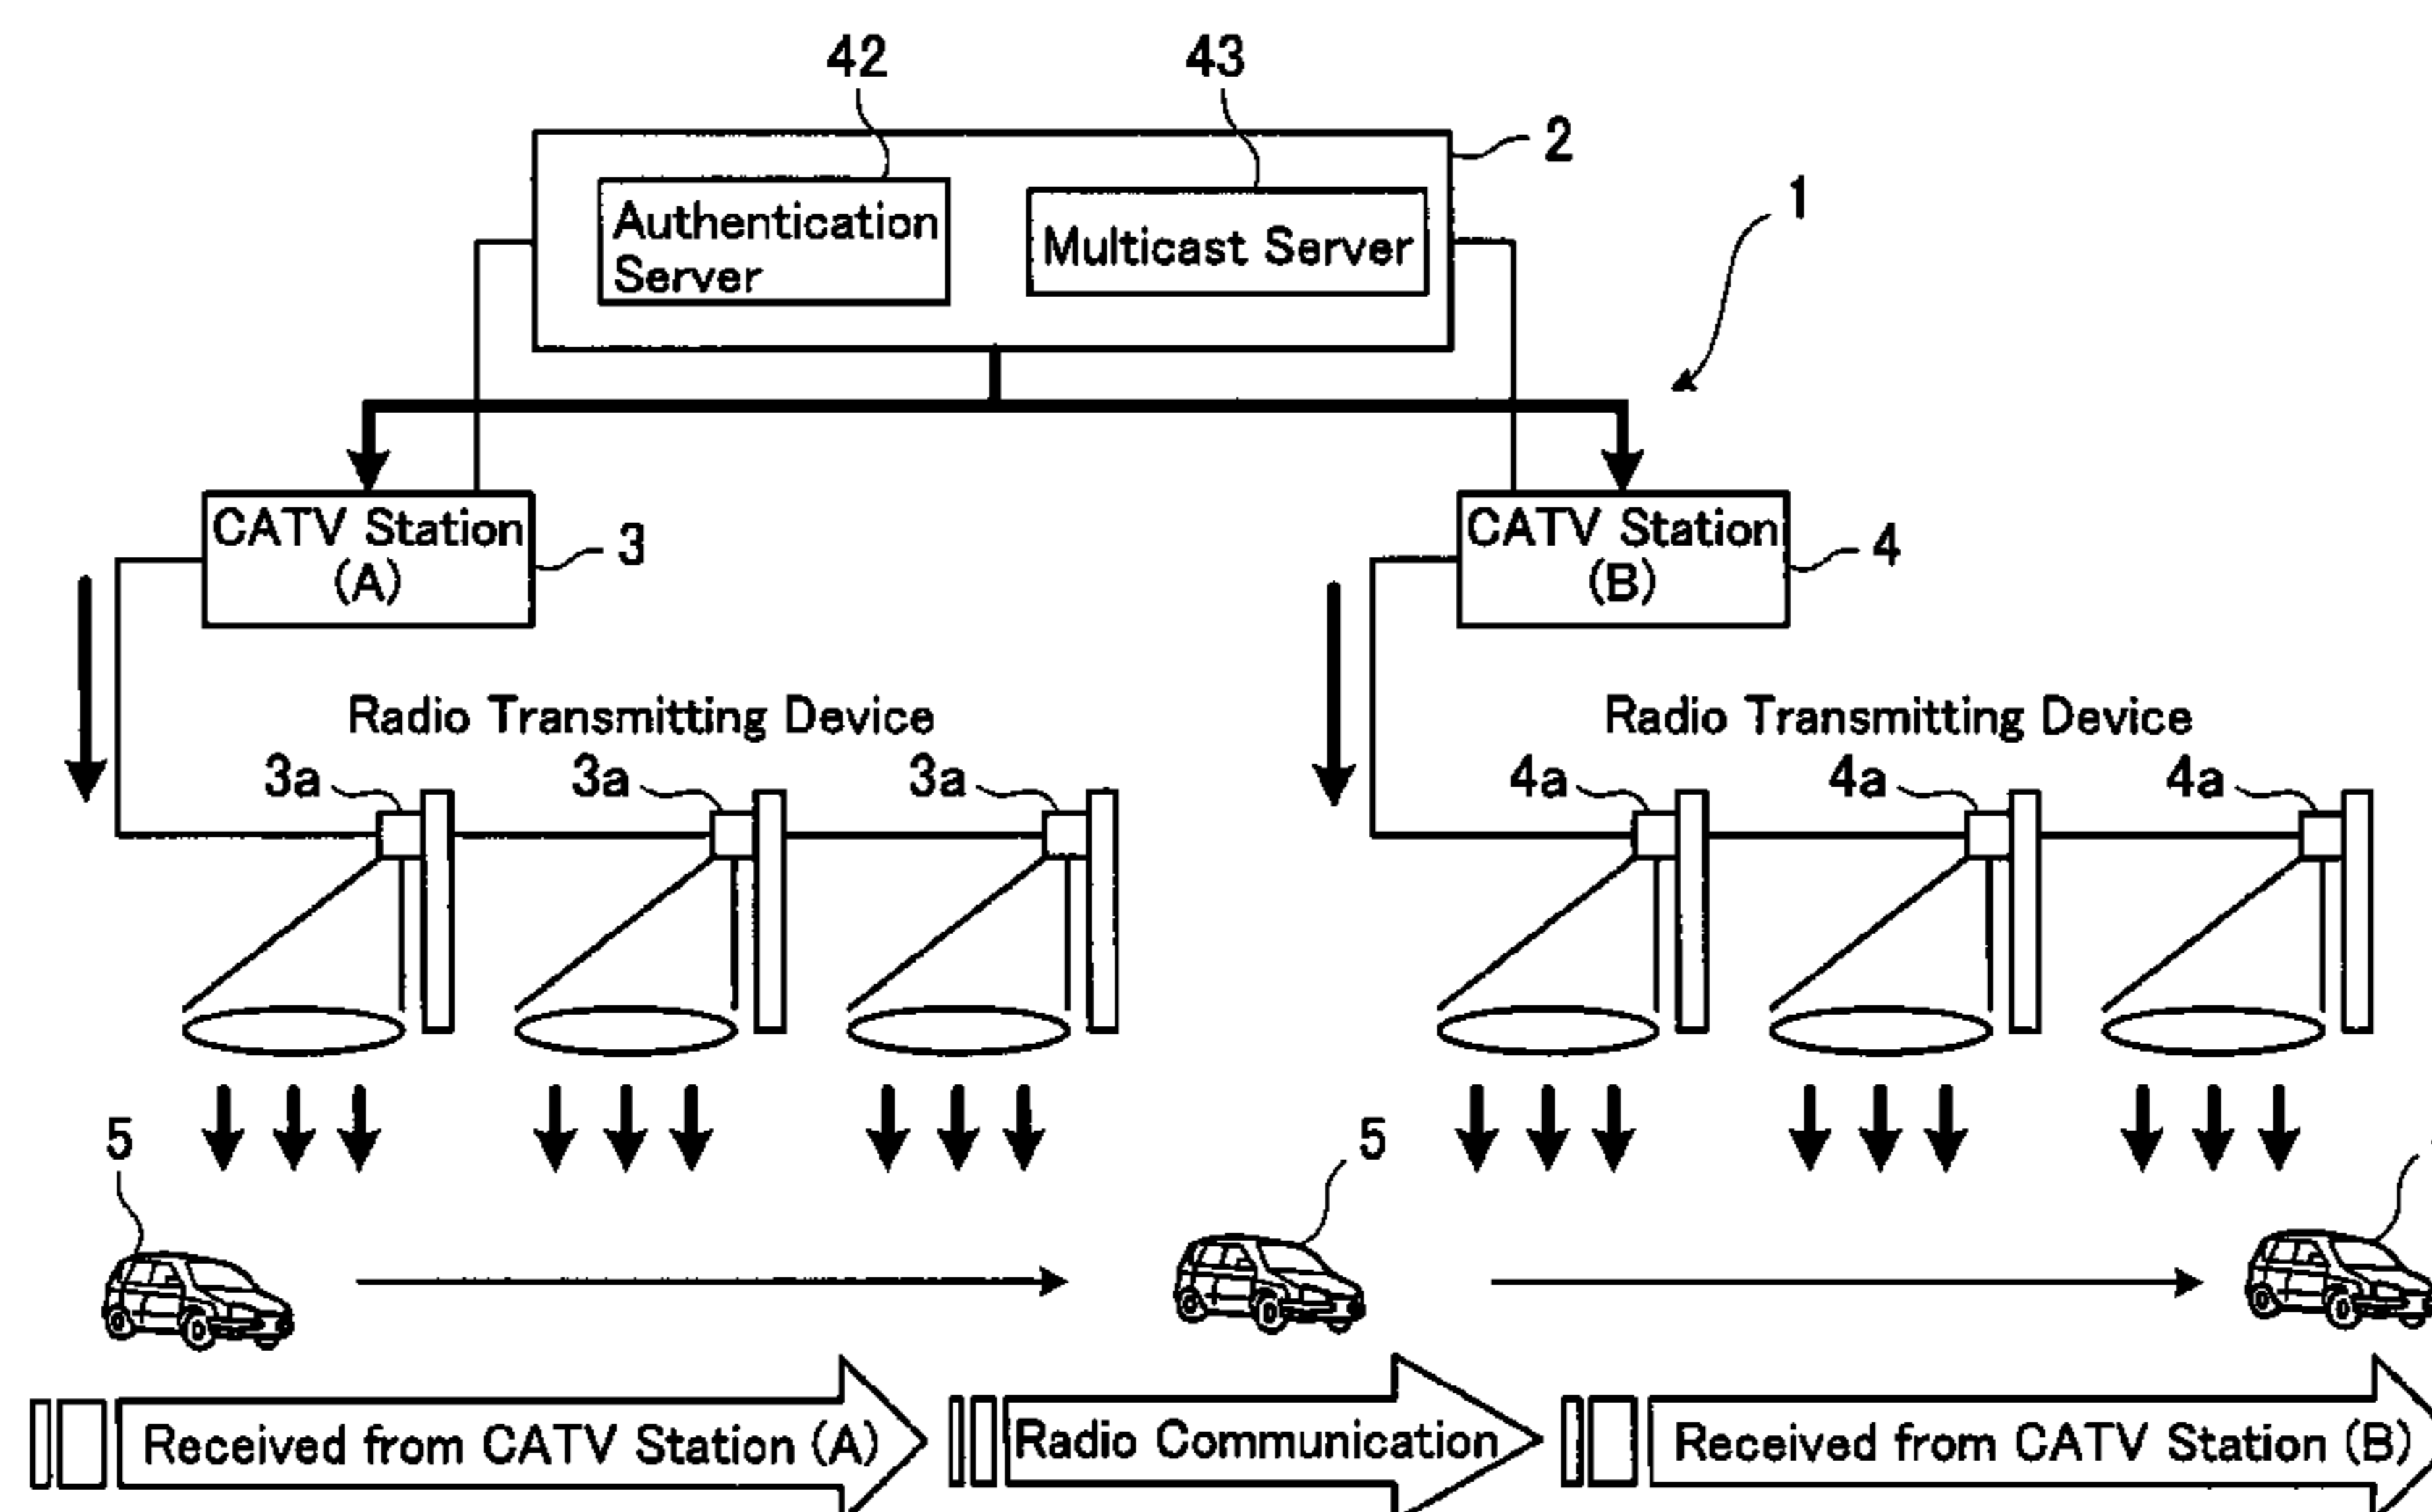 42
43
2
1
Authentication
Server
Multicast Server
CATV Station
(A)
3
CATV Station
(B)
4
Radio Transmitting Device
Radio Transmitting Device
3a
3a
3a
4a
4a
4a
5
5
Received from CATV Station (A)
Radio Communication
Received from CATV Station (B)